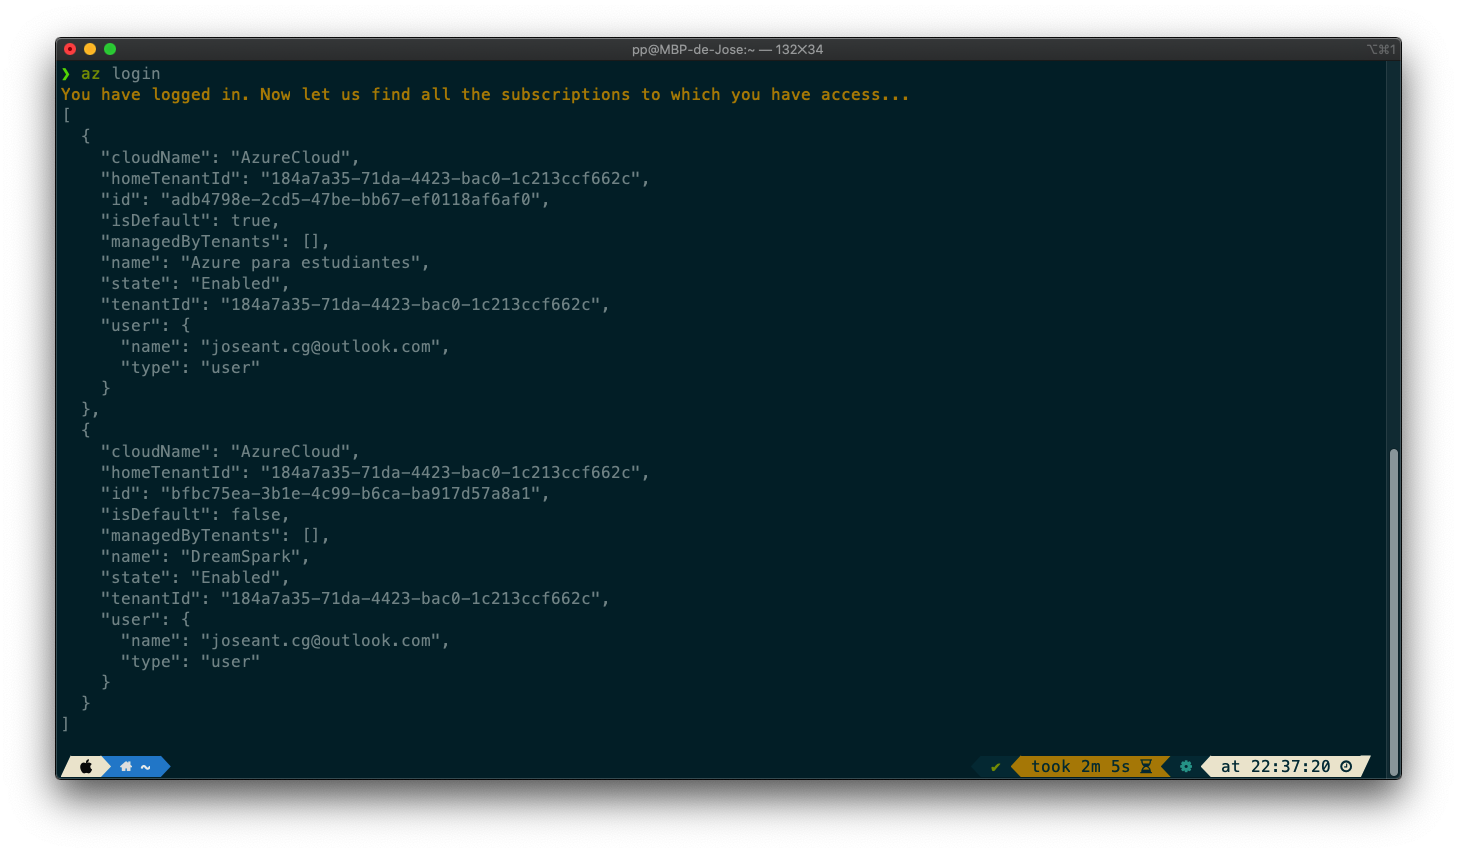 pp@MBP-de-Jose:~ — 132×34
⌥⌘1
❯ az login
You have logged in. Now let us find all the subscriptions to which you have access...
[
  {
    "cloudName": "AzureCloud",
    "homeTenantId": "184a7a35-71da-4423-bac0-1c213ccf662c",
    "id": "adb4798e-2cd5-47be-bb67-ef0118af6af0",
    "isDefault": true,
    "managedByTenants": [],
    "name": "Azure para estudiantes",
    "state": "Enabled",
    "tenantId": "184a7a35-71da-4423-bac0-1c213ccf662c",
    "user": {
      "name": "joseant.cg@outlook.com",
      "type": "user"
    }
  },
  {
    "cloudName": "AzureCloud",
    "homeTenantId": "184a7a35-71da-4423-bac0-1c213ccf662c",
    "id": "bfbc75ea-3b1e-4c99-b6ca-ba917d57a8a1",
    "isDefault": false,
    "managedByTenants": [],
    "name": "DreamSpark",
    "state": "Enabled",
    "tenantId": "184a7a35-71da-4423-bac0-1c213ccf662c",
    "user": {
      "name": "joseant.cg@outlook.com",
      "type": "user"
    }
  }
]
~ ✔ took 2m 5s at 22:37:20